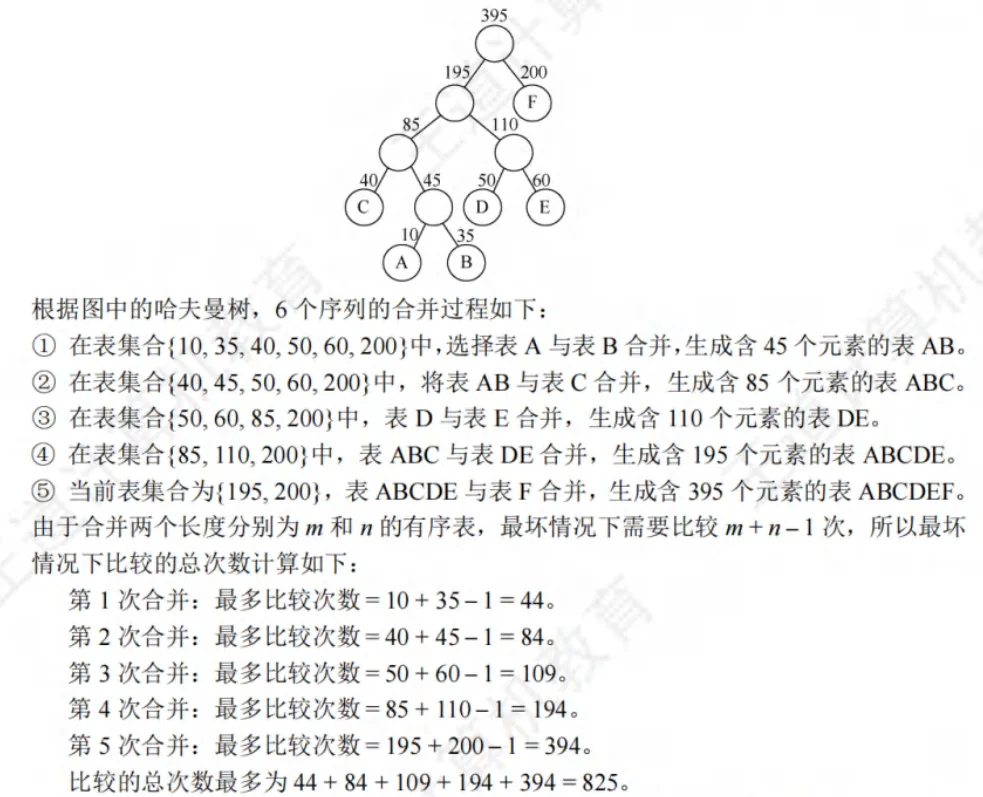 395
195
200
F
85
110
40
45
50
60
C
D
E
10
35
A
B
根据图中的哈夫曼树，6 个序列的合并过程如下：
① 在表集合{10, 35, 40, 50, 60, 200}中，选择表 A 与表 B 合并，生成含 45 个元素的表 AB。
② 在表集合{40, 45, 50, 60, 200}中，将表 AB 与表 C 合并，生成含 85 个元素的表 ABC。
③ 在表集合{50, 60, 85, 200}中，表 D 与表 E 合并，生成含 110 个元素的表 DE。
④ 在表集合{85, 110, 200}中，表 ABC 与表 DE 合并，生成含 195 个元素的表 ABCDE。
⑤ 当前表集合为{195, 200}，表 ABCDE 与表 F 合并，生成含 395 个元素的表 ABCDEF。
由于合并两个长度分别为 m 和 n 的有序表，最坏情况下需要比较 m + n – 1 次，所以最坏
情况下比较的总次数计算如下：
第 1 次合并：最多比较次数 = 10 + 35 – 1 = 44。
第 2 次合并：最多比较次数 = 40 + 45 – 1 = 84。
第 3 次合并：最多比较次数 = 50 + 60 – 1 = 109。
第 4 次合并：最多比较次数 = 85 + 110 – 1 = 194。
第 5 次合并：最多比较次数 = 195 + 200 – 1 = 394。
比较的总次数最多为 44 + 84 + 109 + 194 + 394 = 825。